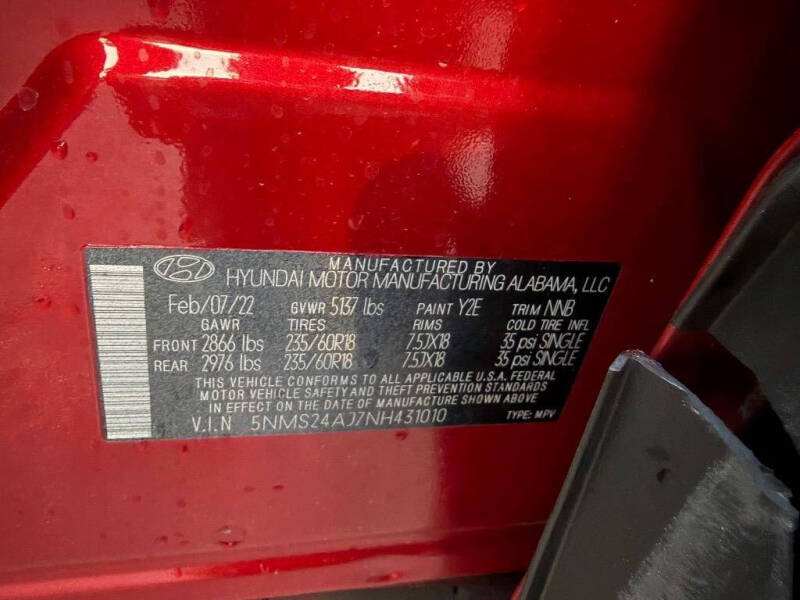 MANUFACTURED BY
HYUNDAI MOTOR MANUFACTURING ALABAMA, LLC
Feb/07/22 GVWR 5137 lbs PAINT Y2E TRIM NNB
GAWR TIRES RIMS COLD TIRE INFL
FRONT 2866 lbs 235/60R18 7.5JX18 35 psi SINGLE
REAR 2976 lbs 235/60R18 7.5JX18 35 psi SINGLE
THIS VEHICLE CONFORMS TO ALL APPLICABLE U.S.A. FEDERAL
MOTOR VEHICLE SAFETY AND THEFT PREVENTION STANDARDS
IN EFFECT ON THE DATE OF MANUFACTURE SHOWN ABOVE
V.I.N 5NMS24AJ7NH431010 TYPE: MPV